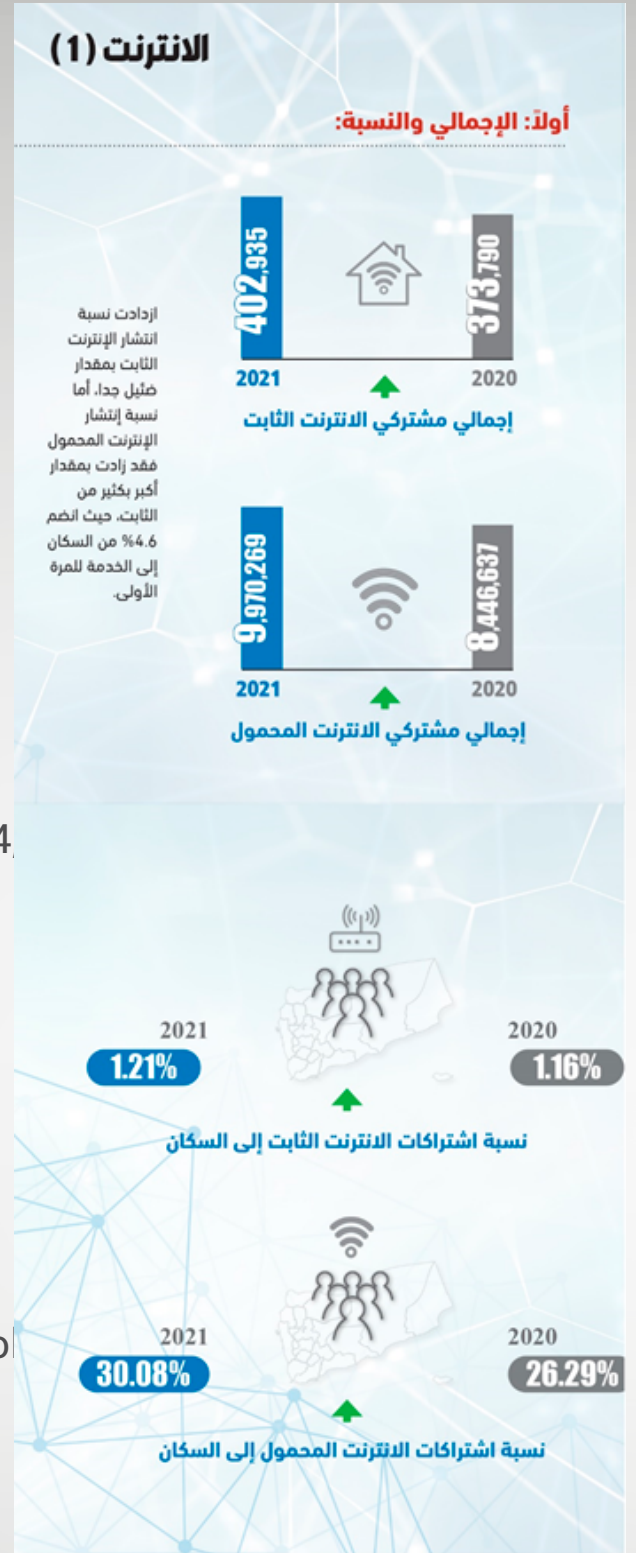 الانترنت (1)
أولاً: الإجمالي والنسبة:
373,790
402,935
2020
2021
إجمالي مشتركي الانترنت الثابت
ازدادت نسبة
انتشار الإنترنت
الثابت بمقدار
ضئيل جدا، أما
نسبة إنتشار
الإنترنت المحمول
فقد زادت بمقدار
أكبر بكثير من
الثابت، حيث انضم
4.6% من السكان
إلى الخدمة للمرة
الأولى.
8,446,637
9,970,269
2020
2021
إجمالي مشتركي الانترنت المحمول
2020
2021
1.16%
1.21%
نسبة اشتراكات الانترنت الثابت إلى السكان
2020
2021
26.29%
30.08%
نسبة اشتراكات الانترنت المحمول إلى السكان